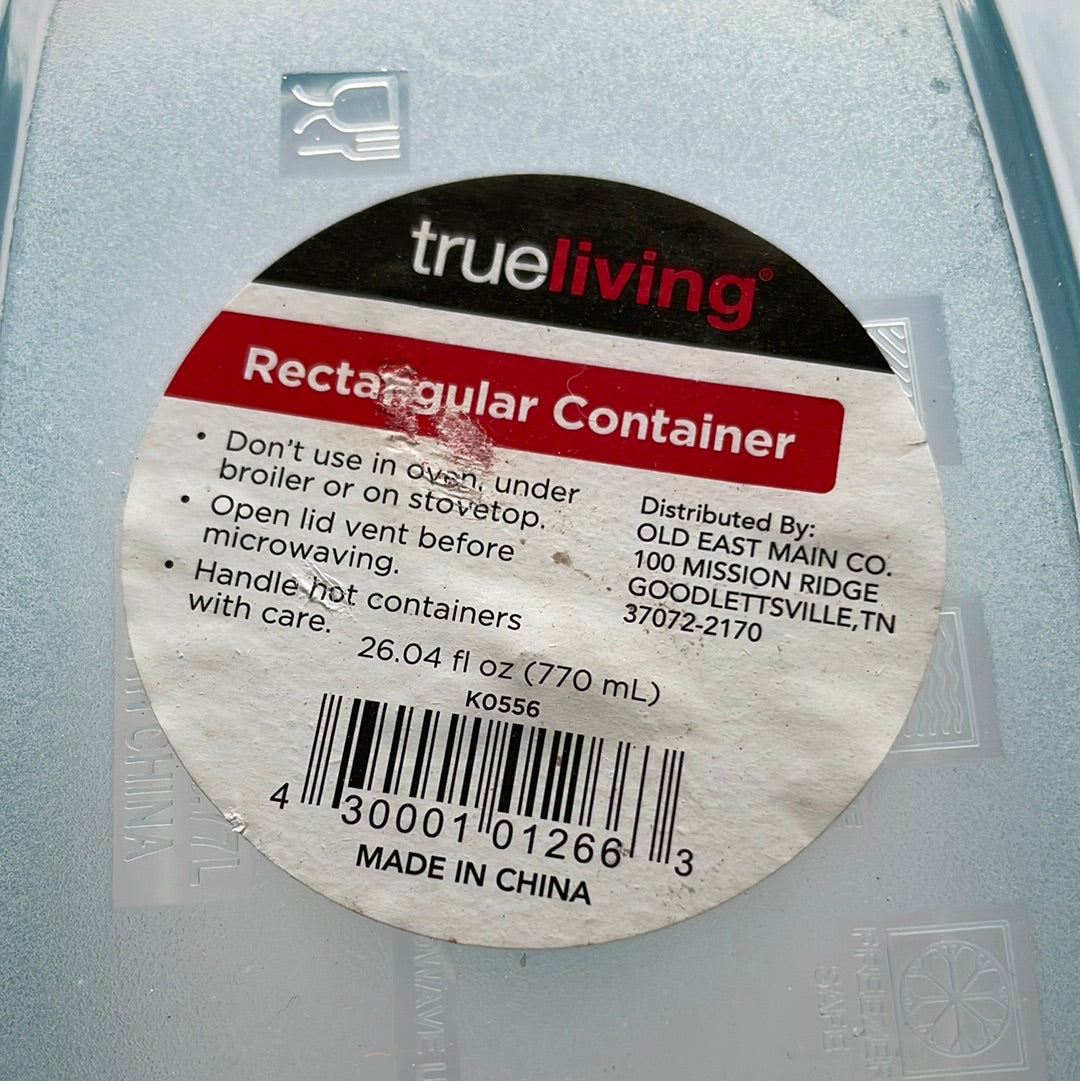 trueliving®
Rectangular Container
• Don't use in oven, under
broiler or on stovetop.
• Open lid vent before
microwaving.
• Handle hot containers
with care.
Distributed By:
OLD EAST MAIN CO.
100 MISSION RIDGE
GOODLETTSVILLE,TN
37072-2170
26.04 fl oz (770 mL)
K0556
4 30001 01266 3
MADE IN CHINA
CHINA
FREEZER
SAFE